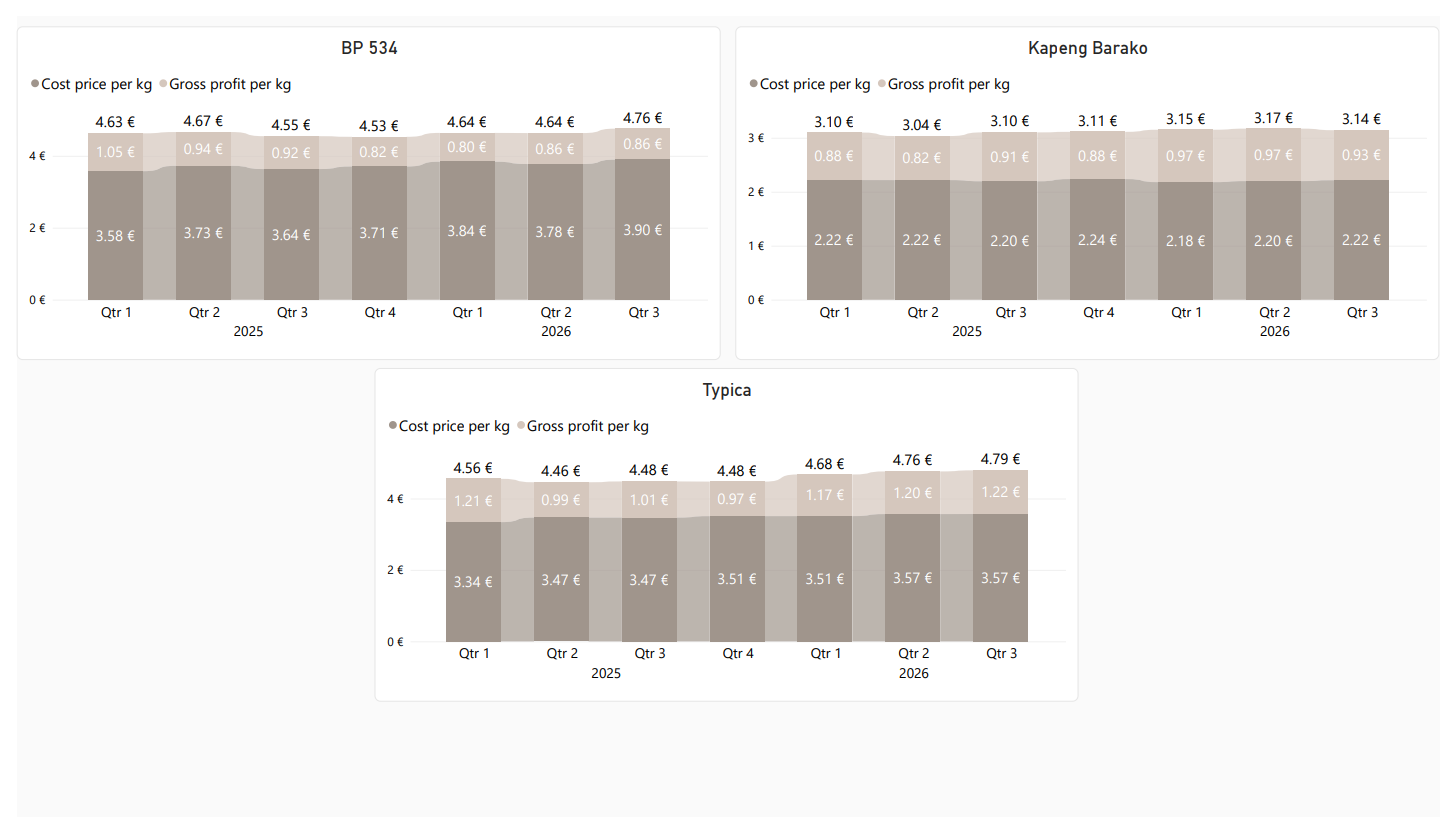 BP 534
Cost price per kg Gross profit per kg
4.63 € 4.67 € 4.55 € 4.53 € 4.64 € 4.64 € 4.76 €
4 €
1.05 € 0.94 € 0.92 € 0.82 € 0.80 € 0.86 € 0.86 €
2 €
3.58 € 3.73 € 3.64 € 3.71 € 3.84 € 3.78 € 3.90 €
0 €
Qtr 1 Qtr 2 Qtr 3 Qtr 4 Qtr 1 Qtr 2 Qtr 3
2025 2026
Kapeng Barako
Cost price per kg Gross profit per kg
3.10 € 3.04 € 3.10 € 3.11 € 3.15 € 3.17 € 3.14 €
3 €
0.88 € 0.82 € 0.91 € 0.88 € 0.97 € 0.97 € 0.93 €
2 €
2.22 € 2.22 € 2.20 € 2.24 € 2.18 € 2.20 € 2.22 €
1 €
0 €
Qtr 1 Qtr 2 Qtr 3 Qtr 4 Qtr 1 Qtr 2 Qtr 3
2025 2026
Typica
Cost price per kg Gross profit per kg
4.56 € 4.46 € 4.48 € 4.48 € 4.68 € 4.76 € 4.79 €
4 €
1.21 € 0.99 € 1.01 € 0.97 € 1.17 € 1.20 € 1.22 €
2 €
3.34 € 3.47 € 3.47 € 3.51 € 3.51 € 3.57 € 3.57 €
0 €
Qtr 1 Qtr 2 Qtr 3 Qtr 4 Qtr 1 Qtr 2 Qtr 3
2025 2026